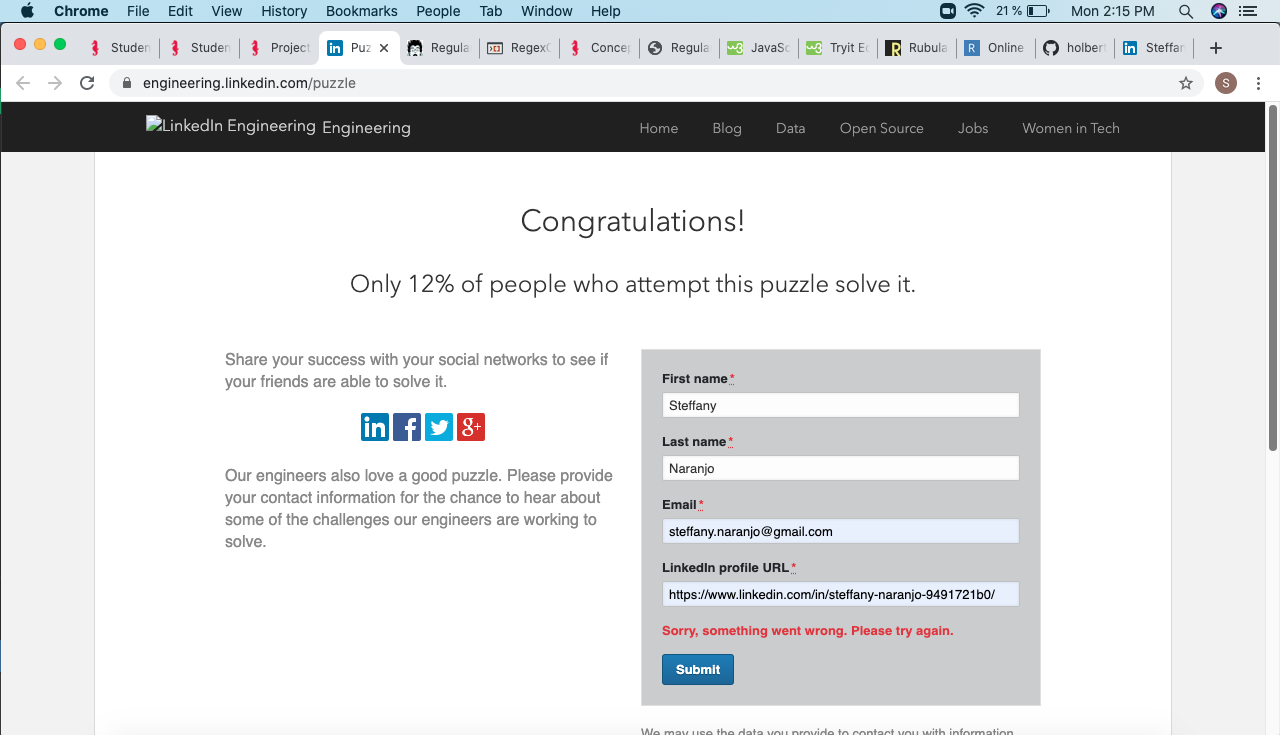 Chrome File Edit View History Bookmarks People Tab Window Help 21 % Mon 2:15 PM
Studen Studen Project Puz Regula RegexO Concep Regula JavaSc Tryit Ed Rubula Online holber Steffan
engineering.linkedin.com/puzzle S
LinkedIn Engineering Engineering Home Blog Data Open Source Jobs Women in Tech
Congratulations!
Only 12% of people who attempt this puzzle solve it.
Share your success with your social networks to see if
your friends are able to solve it.
in f g+
Our engineers also love a good puzzle. Please provide
your contact information for the chance to hear about
some of the challenges our engineers are working to
solve.
First name*
Steffany
Last name*
Naranjo
Email*
steffany.naranjo@gmail.com
LinkedIn profile URL*
https://www.linkedin.com/in/steffany-naranjo-9491721b0/
Sorry, something went wrong. Please try again.
Submit
We may use the data you provide to contact you with information